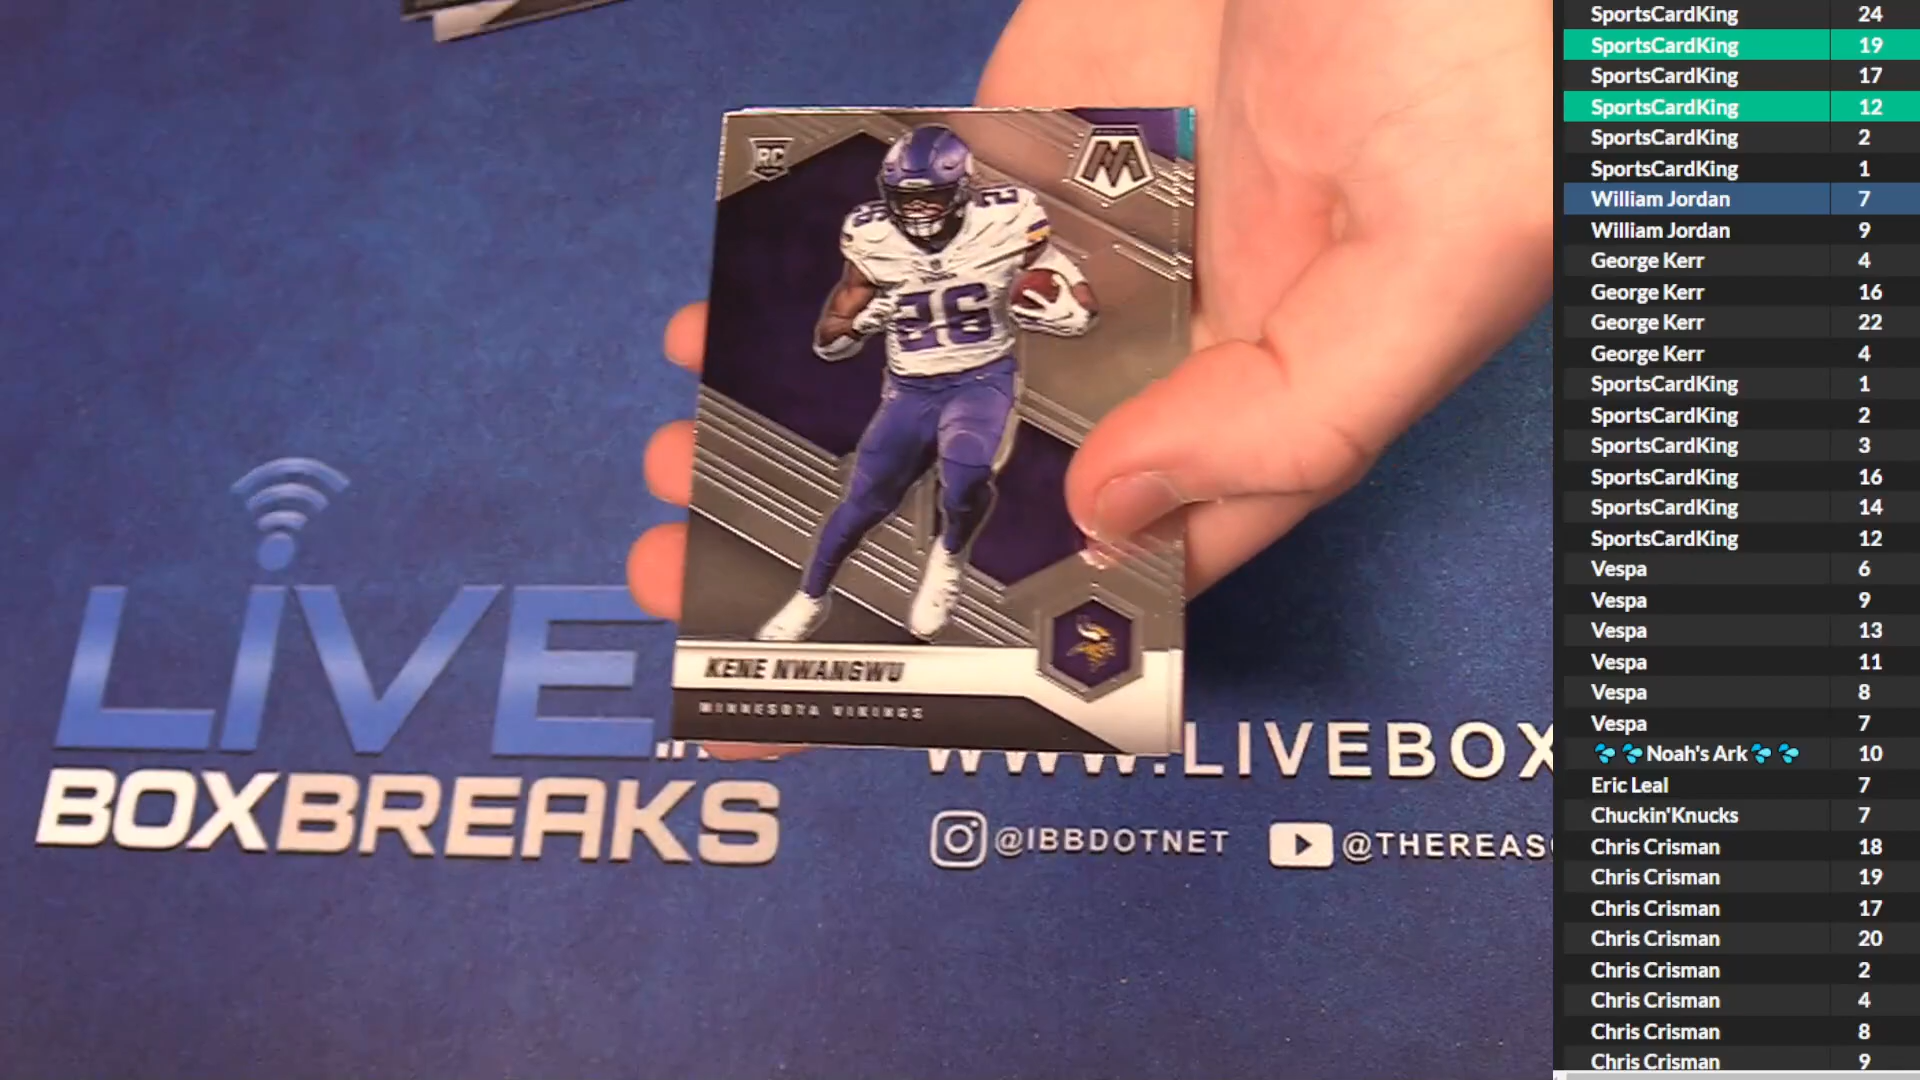 RC
M
26
26
2
KENE NWANGWU
MINNESOTA VIKINGS
LiVE
BOXBREAKS
WWW.LIVEBOX
@IBBDOTNET
@THEREAS
SportsCardKing 24
SportsCardKing 19
SportsCardKing 17
SportsCardKing 12
SportsCardKing 2
SportsCardKing 1
William Jordan 7
William Jordan 9
George Kerr 4
George Kerr 16
George Kerr 22
George Kerr 4
SportsCardKing 1
SportsCardKing 2
SportsCardKing 3
SportsCardKing 16
SportsCardKing 14
SportsCardKing 12
Vespa 6
Vespa 9
Vespa 13
Vespa 11
Vespa 8
Vespa 7
💦💦Noah's Ark💦💦 10
Eric Leal 7
Chuckin'Knucks 7
Chris Crisman 18
Chris Crisman 19
Chris Crisman 17
Chris Crisman 20
Chris Crisman 2
Chris Crisman 4
Chris Crisman 8
Chris Crisman 9